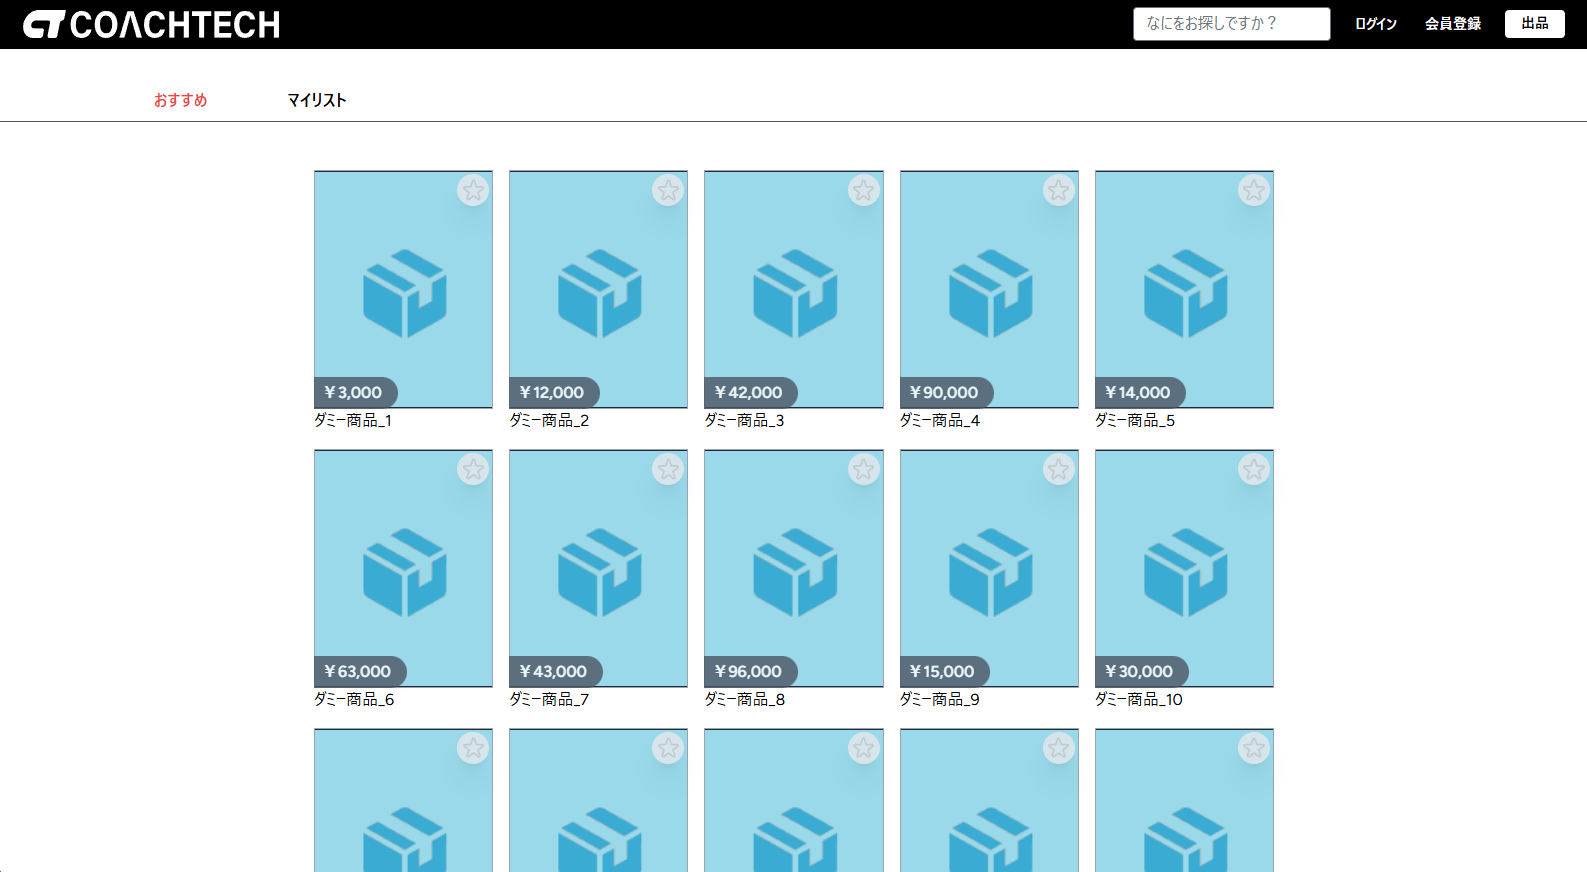 COACHTECH
なにをお探しですか？
ログイン
会員登録
出品
おすすめ
マイリスト
¥3,000
¥12,000
¥42,000
¥90,000
¥14,000
ダミー商品_1
ダミー商品_2
ダミー商品_3
ダミー商品_4
ダミー商品_5
¥63,000
¥43,000
¥96,000
¥15,000
¥30,000
ダミー商品_6
ダミー商品_7
ダミー商品_8
ダミー商品_9
ダミー商品_10